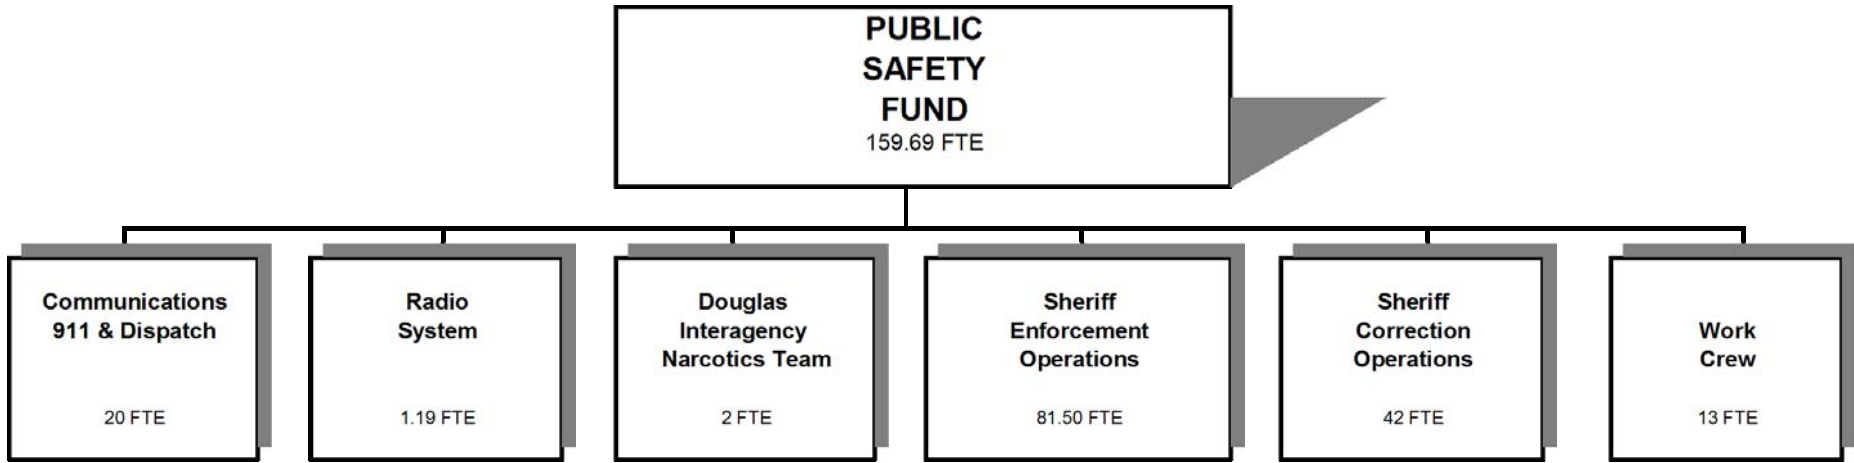 PUBLIC
SAFETY
FUND
159.69 FTE
Communications
911 & Dispatch
20 FTE
Radio
System
1.19 FTE
Douglas
Interagency
Narcotics Team
2 FTE
Sheriff
Enforcement
Operations
81.50 FTE
Sheriff
Correction
Operations
42 FTE
Work
Crew
13 FTE